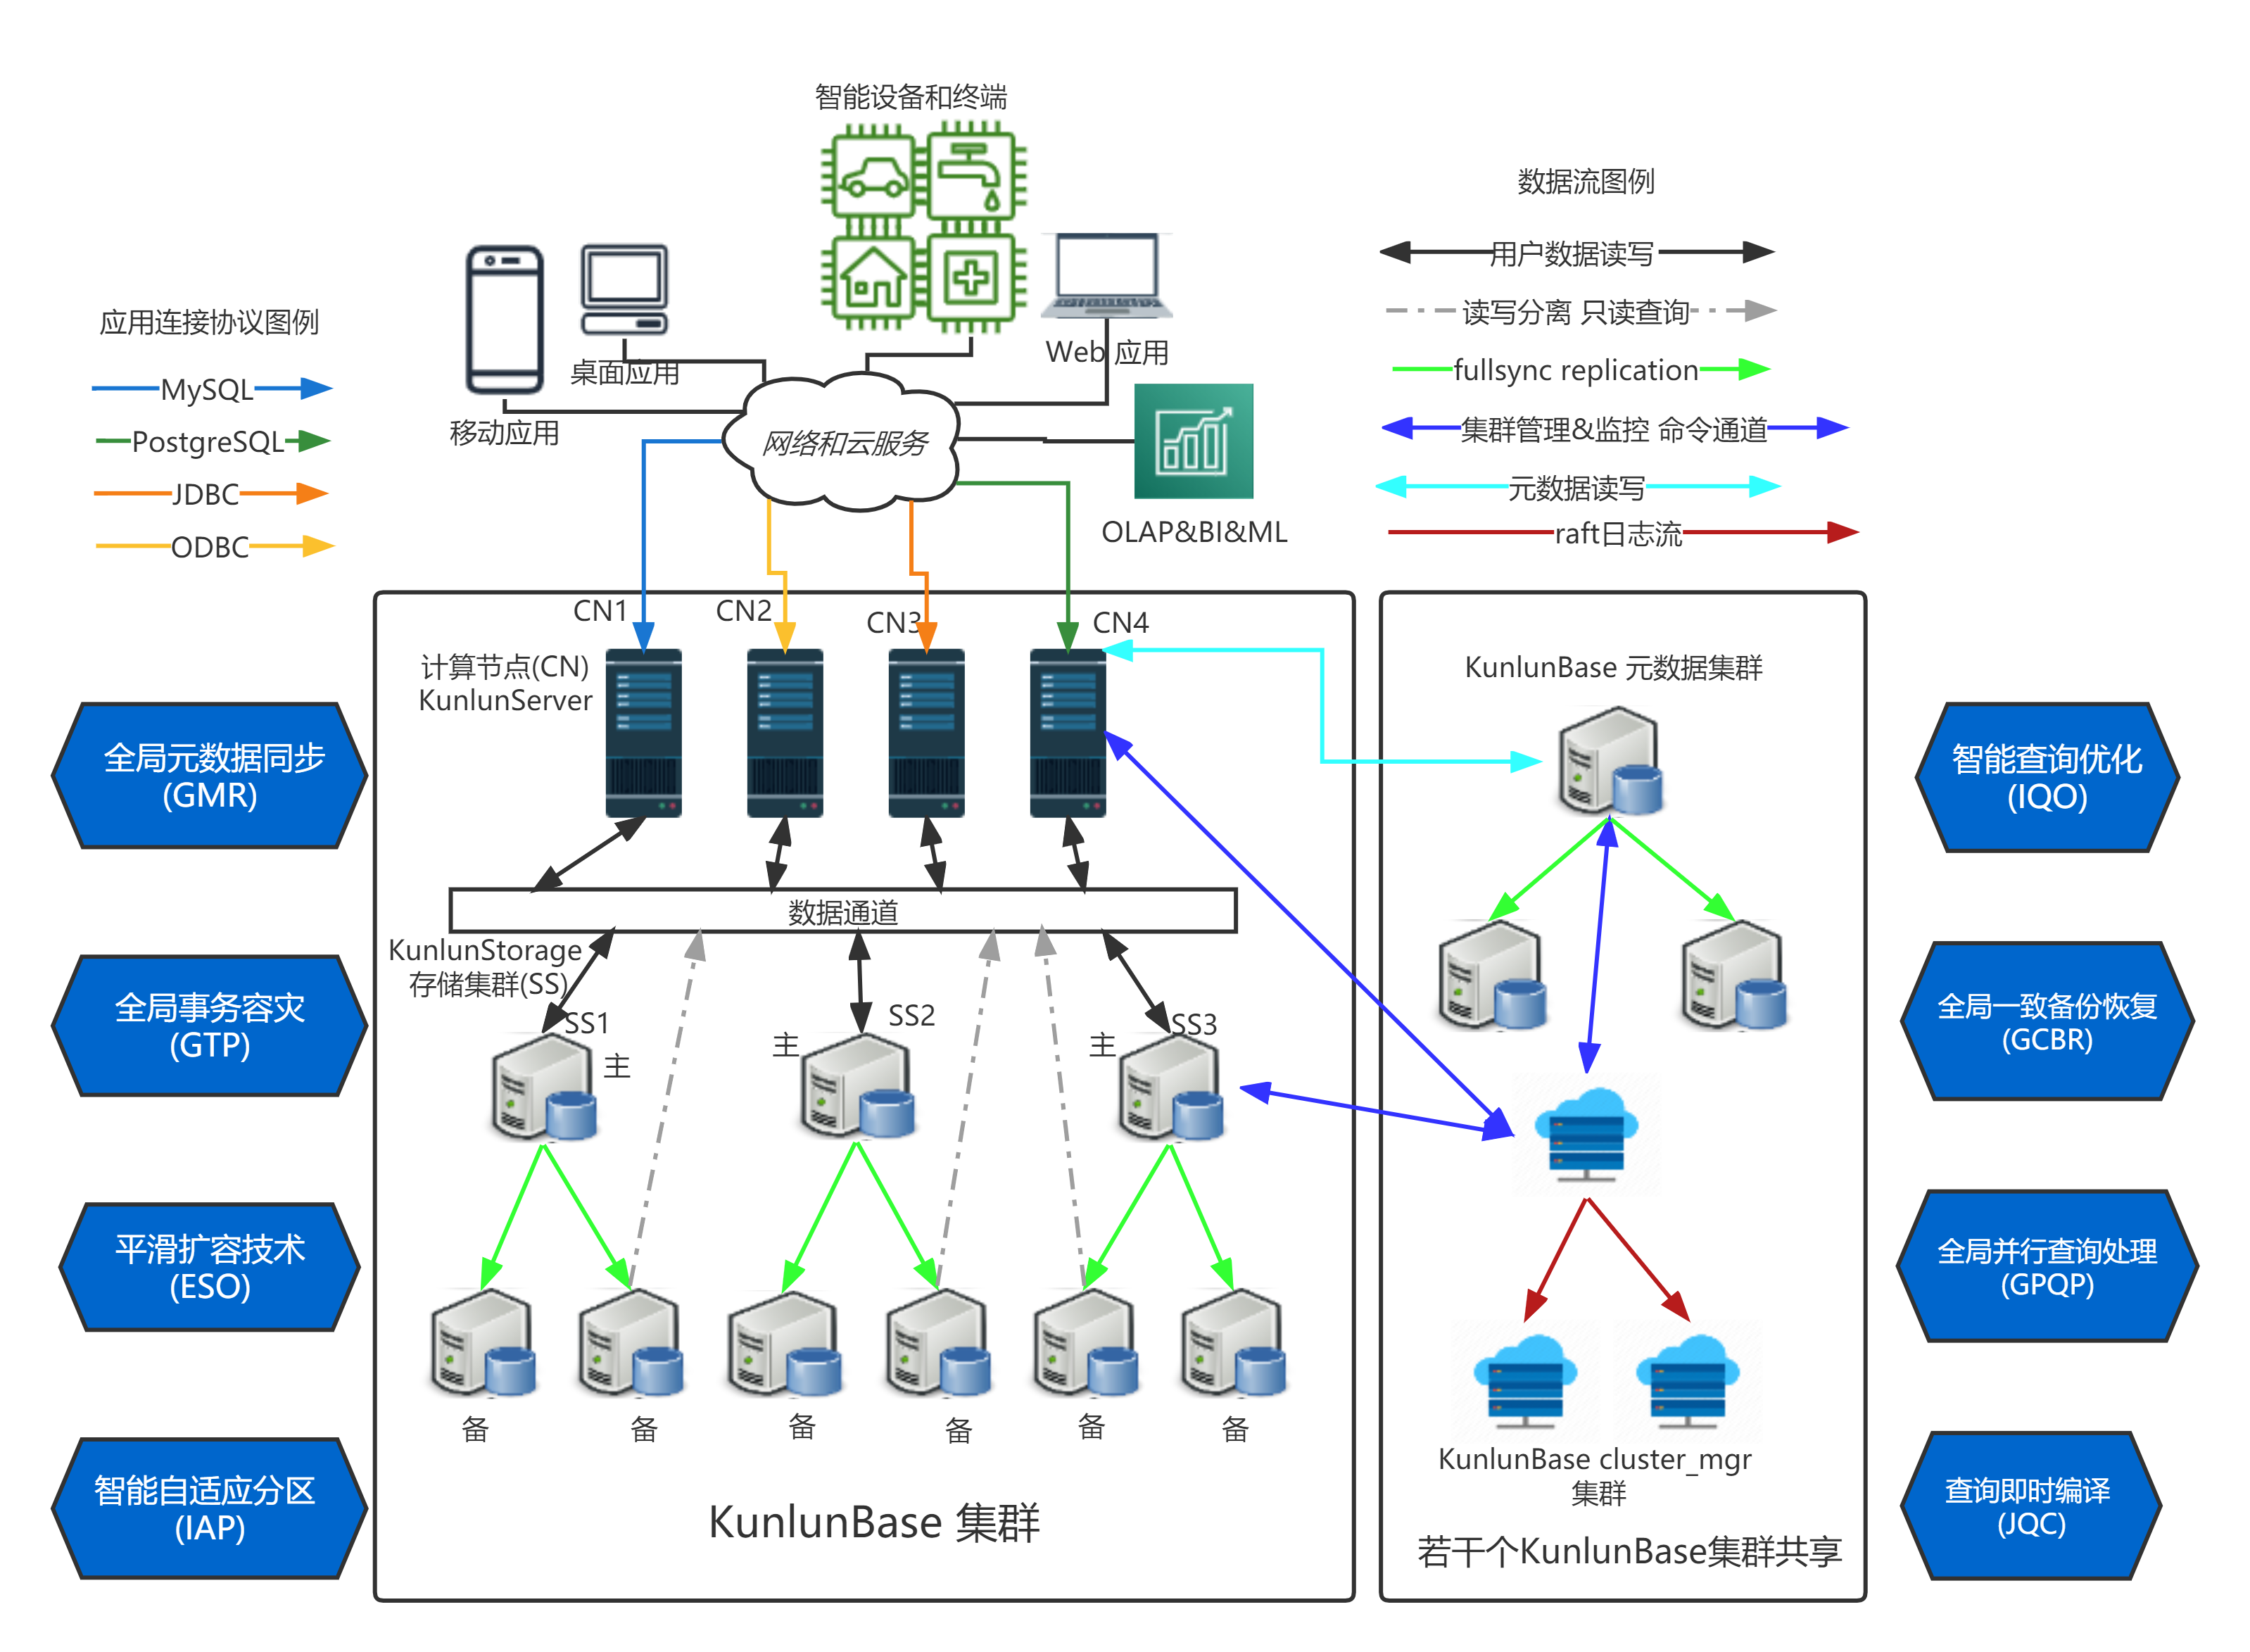 智能设备和终端
数据流图例
用户数据读写
读写分离 只读查询
应用连接协议图例
Web 应用
桌面应用
fullsync replication
MySQL
移动应用
网络和云服务
集群管理&监控 命令通道
PostgreSQL
元数据读写
JDBC
OLAP&BI&ML
raft日志流
ODBC
CN1
CN2
CN3
CN4
计算节点(CN)
KunlunServer
KunlunBase 元数据集群
全局元数据同步
(GMR)
智能查询优化
(IQO)
数据通道
KunlunStorage
存储集群(SS)
SS1
主
SS2
主
SS3
主
全局事务容灾
(GTP)
全局一致备份恢复
(GCBR)
平滑扩容技术
(ESO)
全局并行查询处理
(GPQP)
备
备
备
备
备
备
KunlunBase cluster_mgr
集群
智能自适应分区
(IAP)
查询即时编译
(JQC)
KunlunBase 集群
若干个KunlunBase集群共享